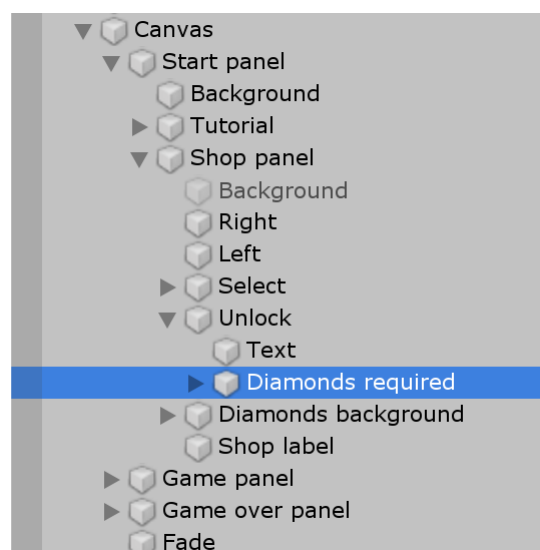 Canvas
Start panel
Background
Tutorial
Shop panel
Background
Right
Left
Select
Unlock
Text
Diamonds required
Diamonds background
Shop label
Game panel
Game over panel
Fade